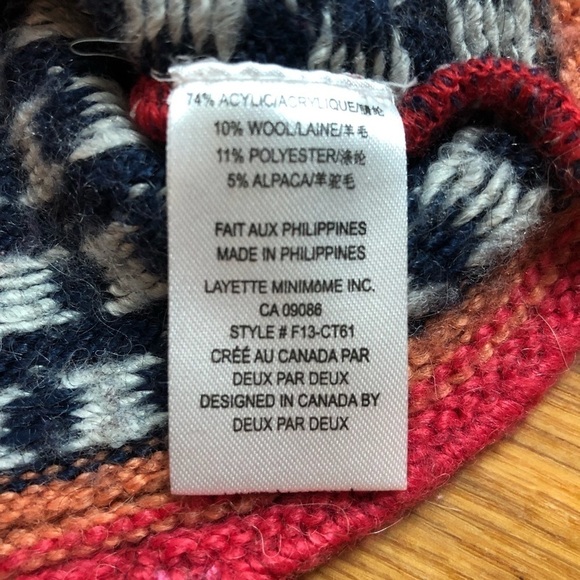 74% ACYLIC/ACRYLIQUE/腈纶
10% WOOL/LAINE/羊毛
11% POLYESTER/涤纶
5% ALPACA/羊驼毛
FAIT AUX PHILIPPINES
MADE IN PHILIPPINES
LAYETTE MINIMÔME INC.
CA 09086
STYLE # F13-CT61
CRÉÉ AU CANADA PAR
DEUX PAR DEUX
DESIGNED IN CANADA BY
DEUX PAR DEUX